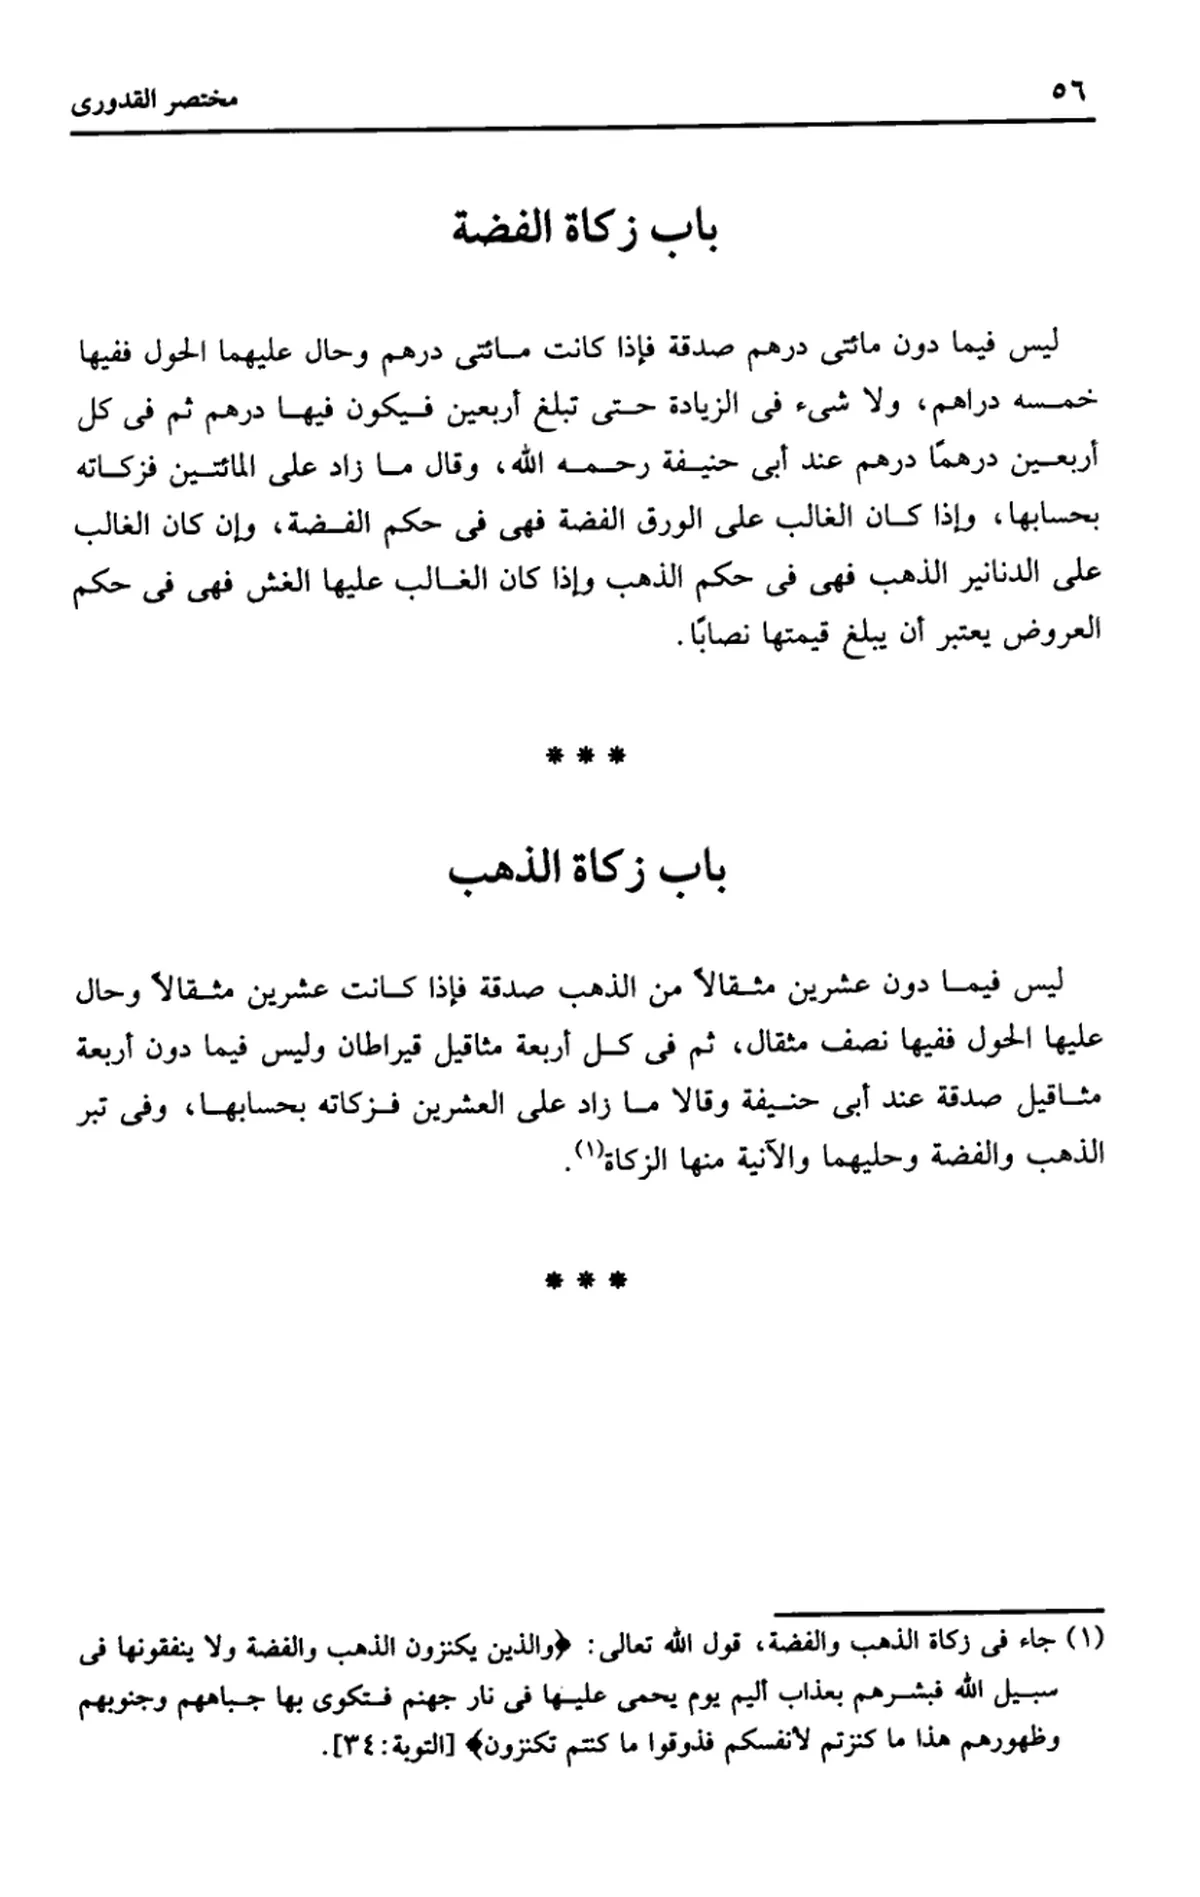 ٥٦
مختصر القدورى
باب زكاة الفضة
ليس فيما دون مائتى درهم صدقة فإذا كانت مائتى درهم وحال عليهما الحول ففيها
خمسه دراهم، ولا شىء فى الزيادة حتى تبلغ أربعين فيكون فيها درهم ثم فى كل
أربعين درهمًا درهم عند أبى حنيفة رحمه الله، وقال ما زاد على المائتين فزكاته
بحسابها، وإذا كان الغالب على الورق الفضة فهى فى حكم الفضة، وإن كان الغالب
على الدنانير الذهب فهى فى حكم الذهب وإذا كان الغالب عليها الغش فهى فى حكم
العروض يعتبر أن يبلغ قيمتها نصابًا.
***
باب زكاة الذهب
ليس فيما دون عشرين مثقالاً من الذهب صدقة فإذا كانت عشرين مثقالاً وحال
عليها الحول ففيها نصف مثقال، ثم فى كل أربعة مثاقيل قيراطان وليس فيما دون أربعة
مثاقيل صدقة عند أبى حنيفة وقالا ما زاد على العشرين فزكاته بحسابها، وفى تبر
الذهب والفضة وحليهما والآنية منها الزكاة(١).
***
(١) جاء فى زكاة الذهب والفضة، قول الله تعالى: ﴿والذين يكنزون الذهب والفضة ولا ينفقونها فى
سبيل الله فبشرهم بعذاب أليم يوم يحمى عليها فى نار جهنم فتكوى بها جباههم وجنوبهم
وظهورهم هذا ما كنزتم لأنفسكم فذوقوا ما كنتم تكنزون﴾ [التوبة: ٣٤].